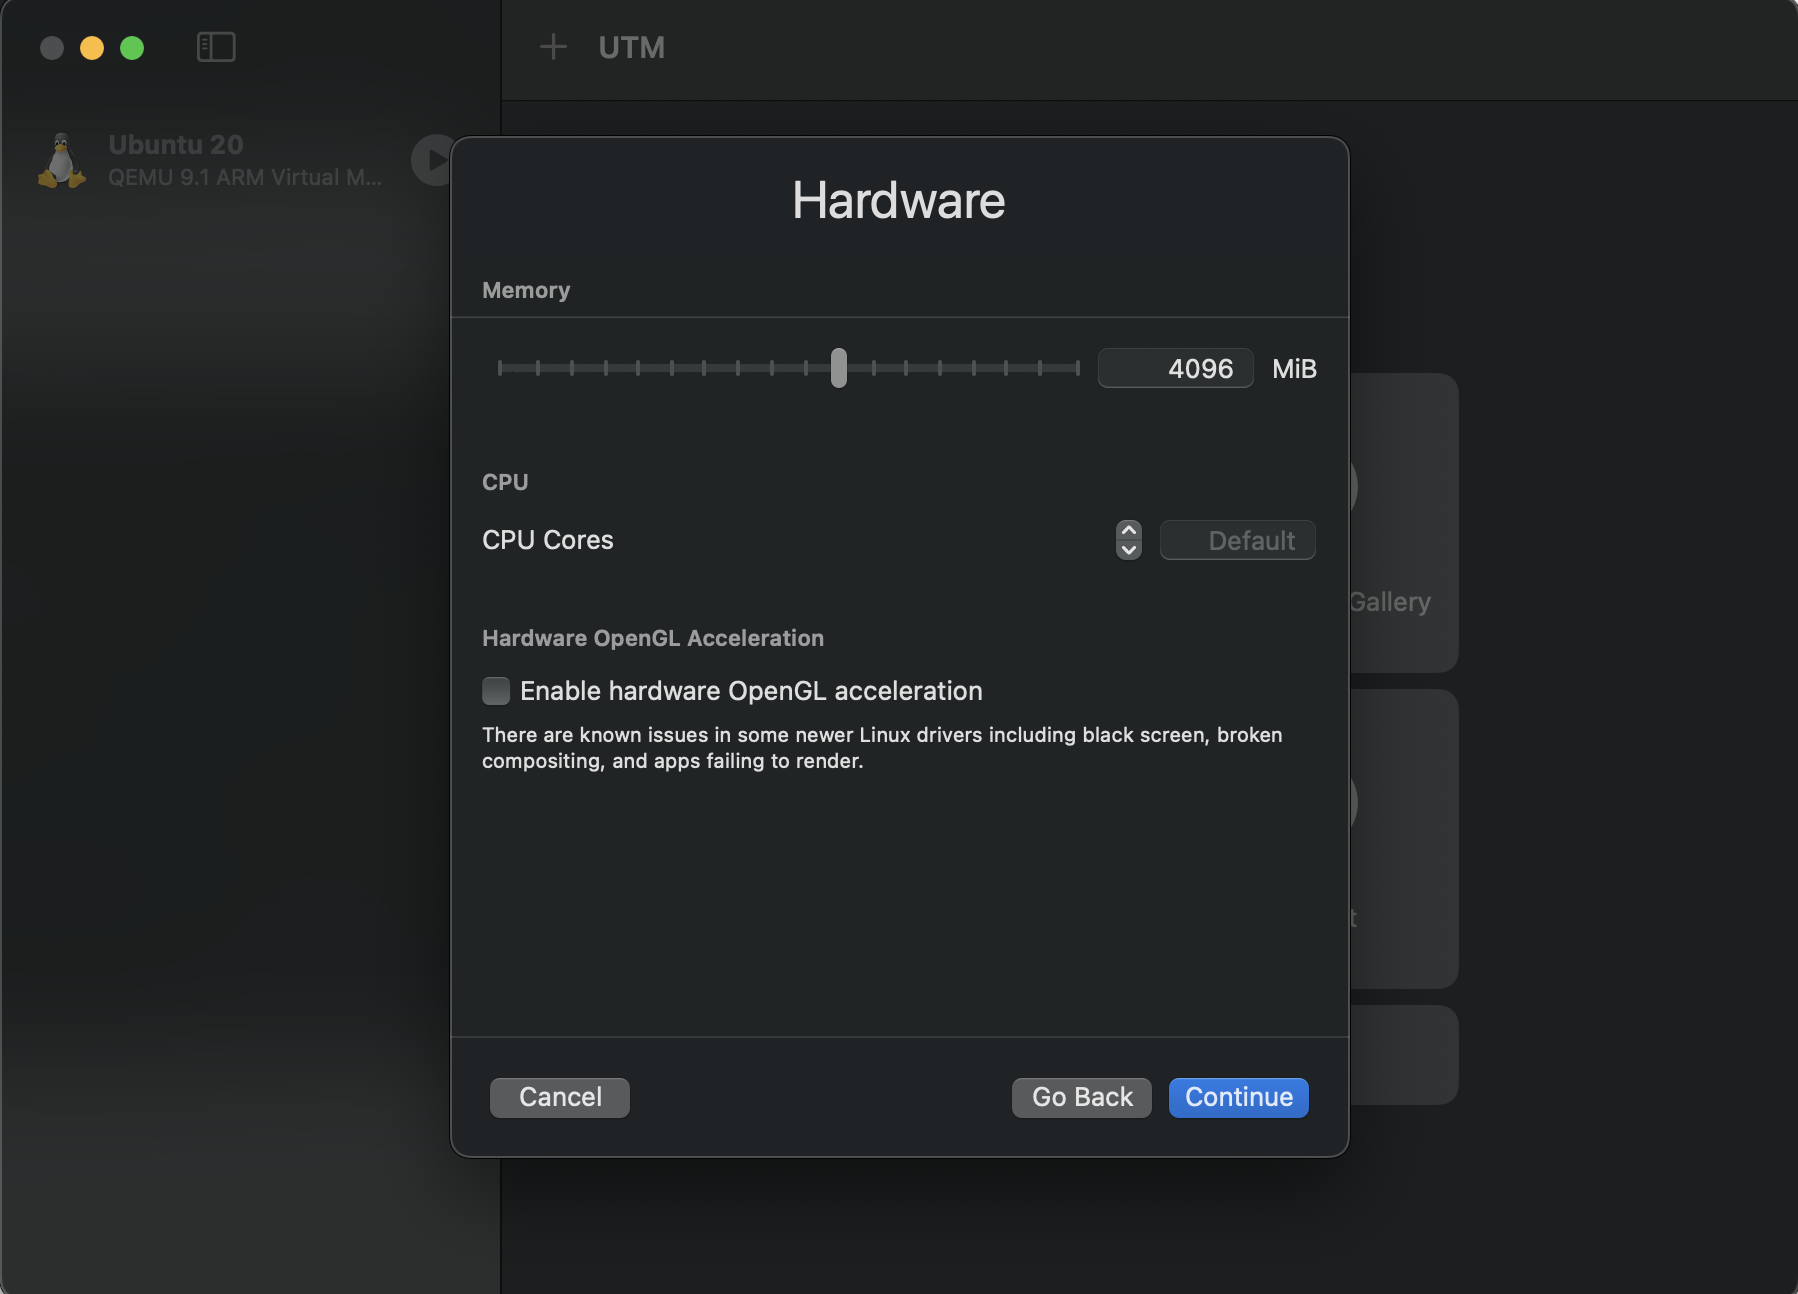 UTM
Ubuntu 20
QEMU 9.1 ARM Virtual M...
Hardware
Memory
4096 MiB
CPU
CPU Cores
Default
Hardware OpenGL Acceleration
Enable hardware OpenGL acceleration
There are known issues in some newer Linux drivers including black screen, broken
compositing, and apps failing to render.
Gallery
t
Cancel
Go Back
Continue